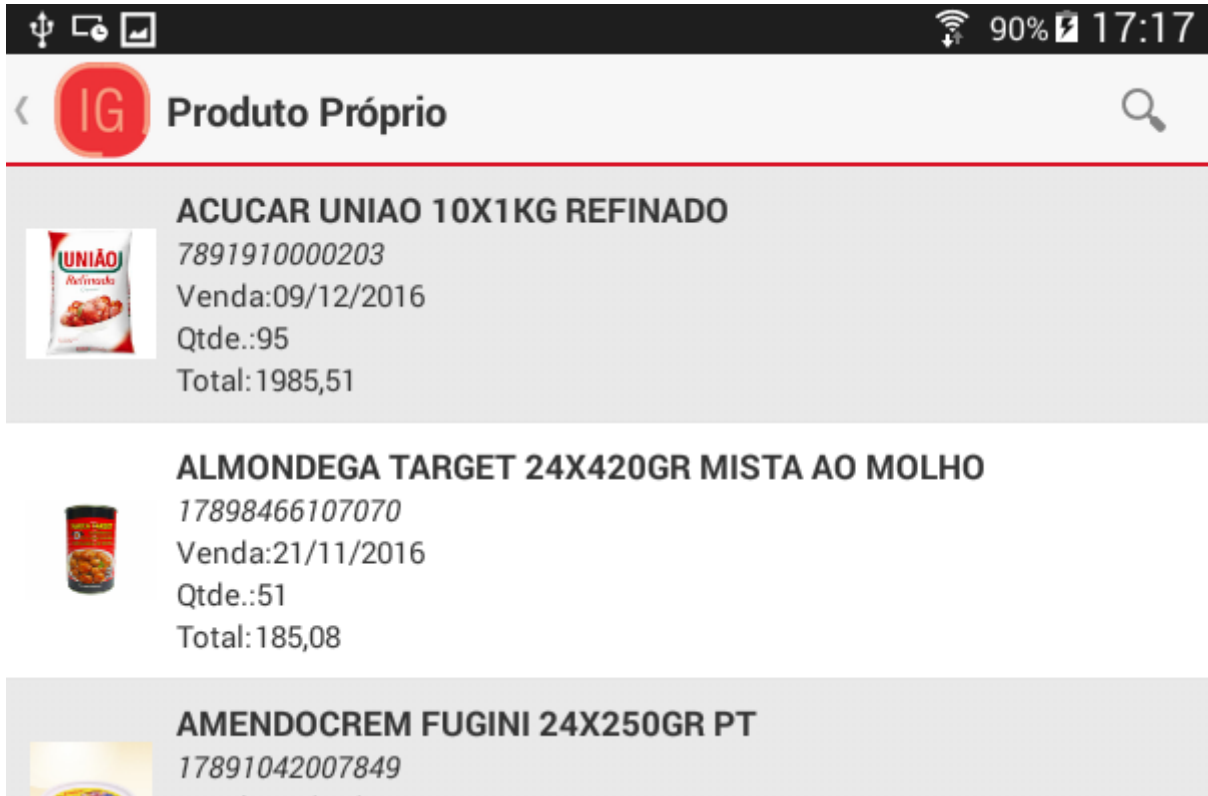 90% 17:17
IG Produto Próprio
ACUCAR UNIAO 10X1KG REFINADO
7891910000203
UNIÃO
Refinado
Venda:09/12/2016
Qtde.:95
Total:1985,51
ALMONDEGA TARGET 24X420GR MISTA AO MOLHO
17898466107070
Venda:21/11/2016
Qtde.:51
Total:185,08
AMENDOCREM FUGINI 24X250GR PT
17891042007849